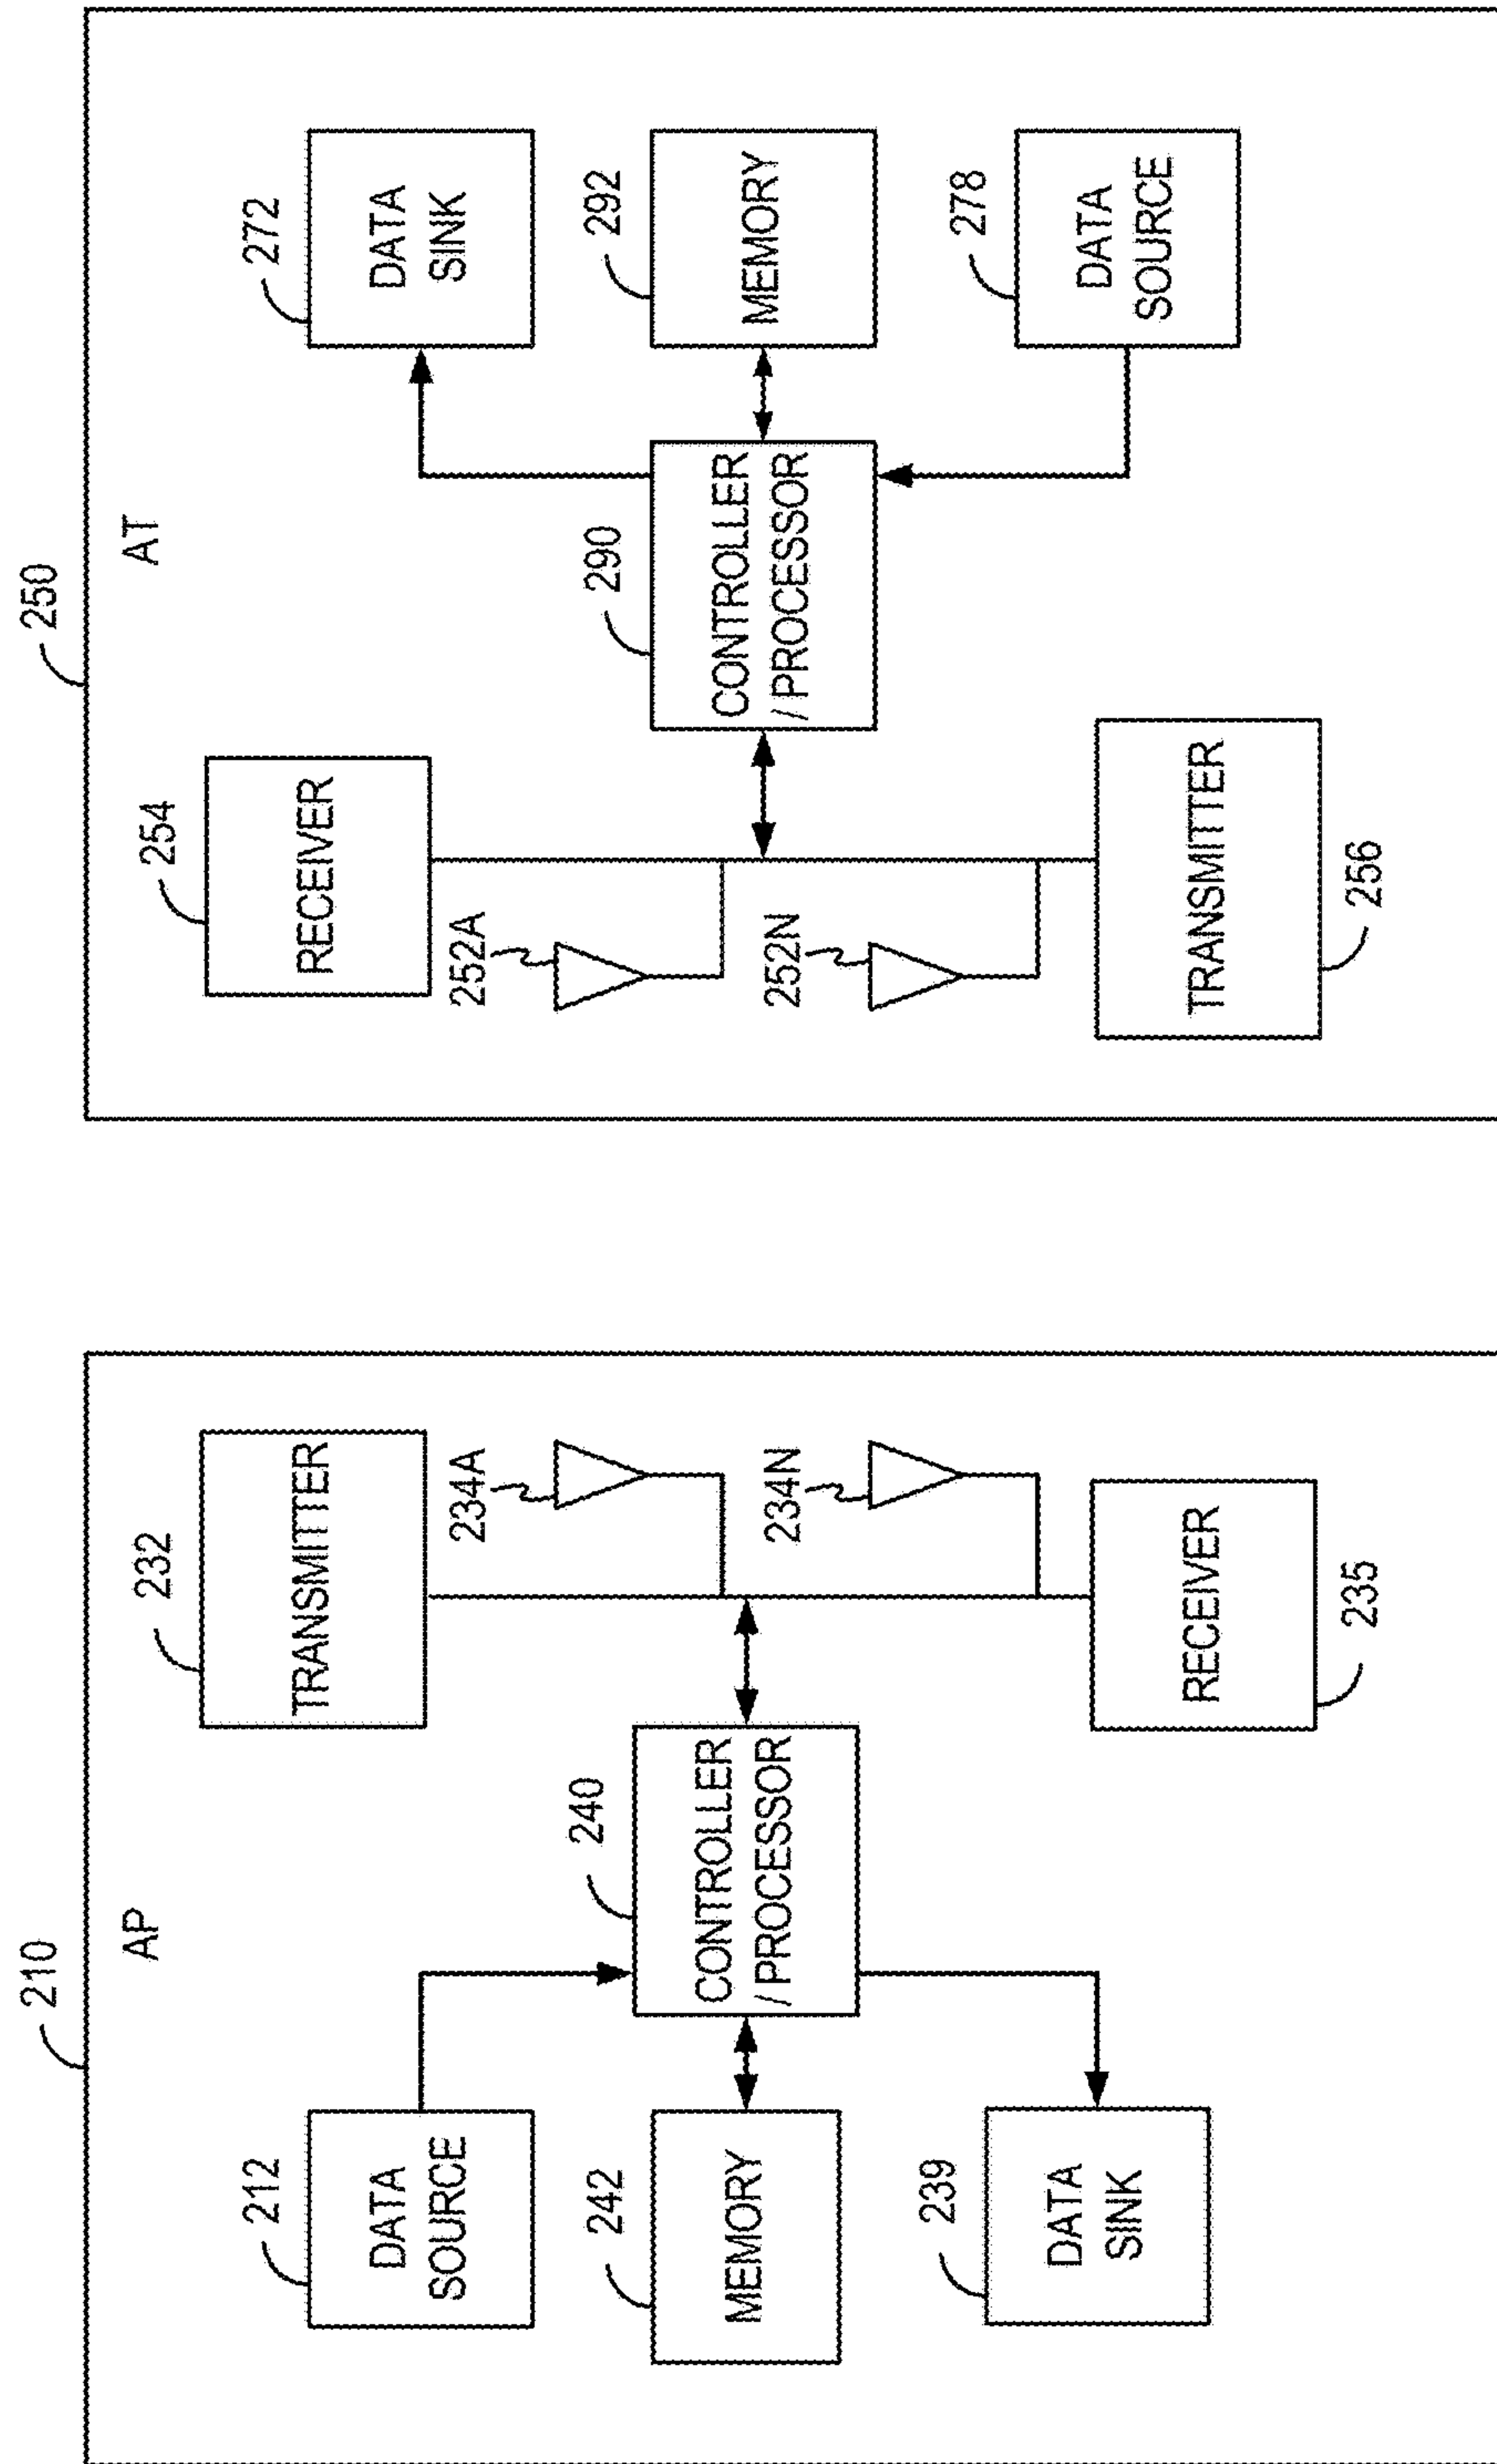 210
AP
212
DATA
SOURCE
242
MEMORY
239
DATA
SINK
240
CONTROLLER
/ PROCESSOR
232
TRANSMITTER
234A
234N
RECEIVER
235
250
AT
254
RECEIVER
252A
252N
TRANSMITTER
256
290
CONTROLLER
/ PROCESSOR
272
DATA
SINK
292
MEMORY
278
DATA
SOURCE